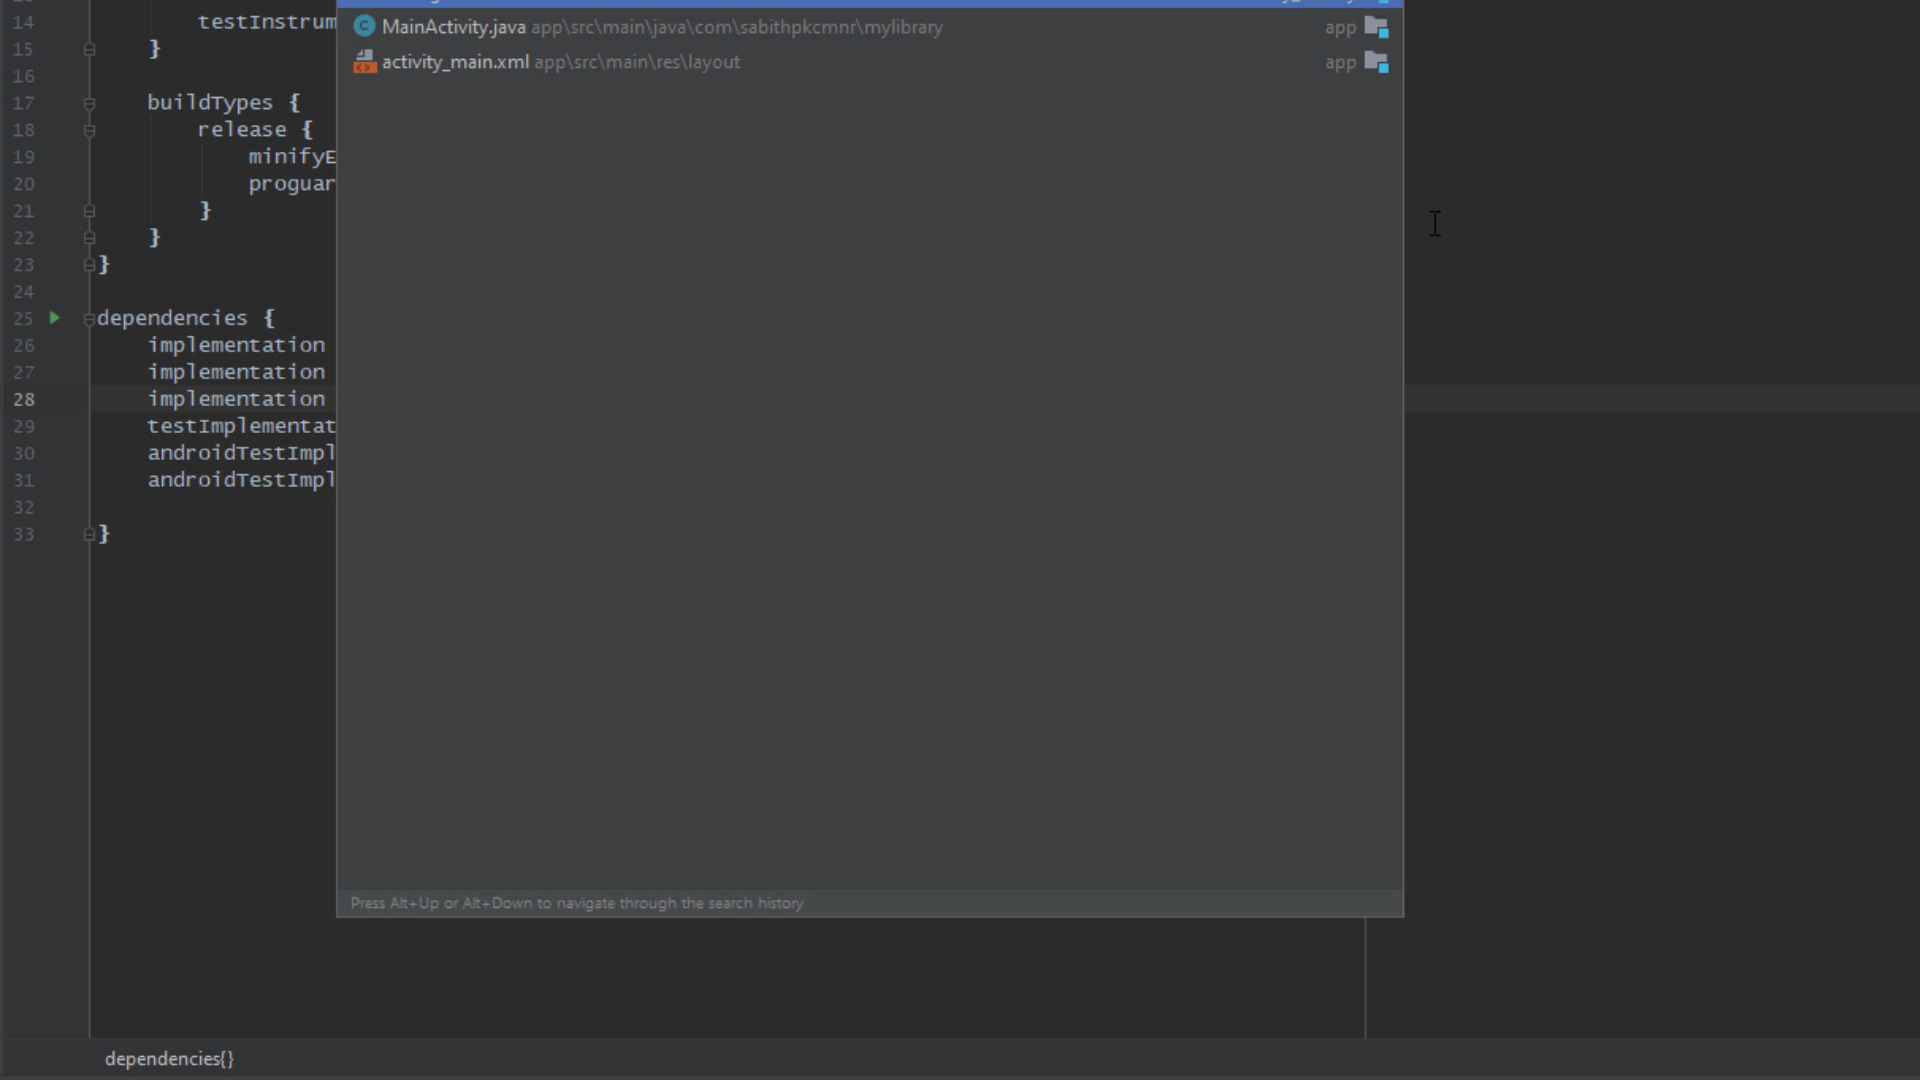 MainActivity.java app\src\main\java\com\sabithpkcmnr\mylibrary app
activity_main.xml app\src\main\res\layout app
14 testInstrum
15 }
16
17 buildTypes {
18 release {
19 minifyE
20 proguar
21 }
22 }
23 }
24
25 dependencies {
26 implementation
27 implementation
28 implementation
29 testImplementat
30 androidTestImpl
31 androidTestImpl
32
33 }
Press Alt+Up or Alt+Down to navigate through the search history
dependencies{}